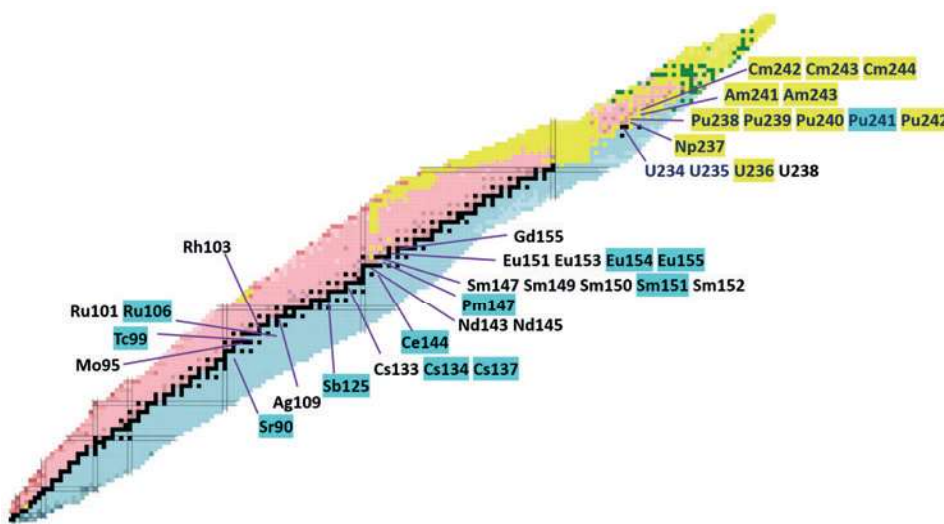 Cm242 Cm243 Cm244
Am241 Am243
Pu238 Pu239 Pu240 Pu241 Pu242
Np237
U234 U235 U236 U238
Gd155
Rh103
Eu151 Eu153 Eu154 Eu155
Sm147 Sm149 Sm150 Sm151 Sm152
Pm147
Ru101 Ru106
Nd143 Nd145
Tc99
Ce144
Mo95
Cs133 Cs134 Cs137
Sb125
Ag109
Sr90